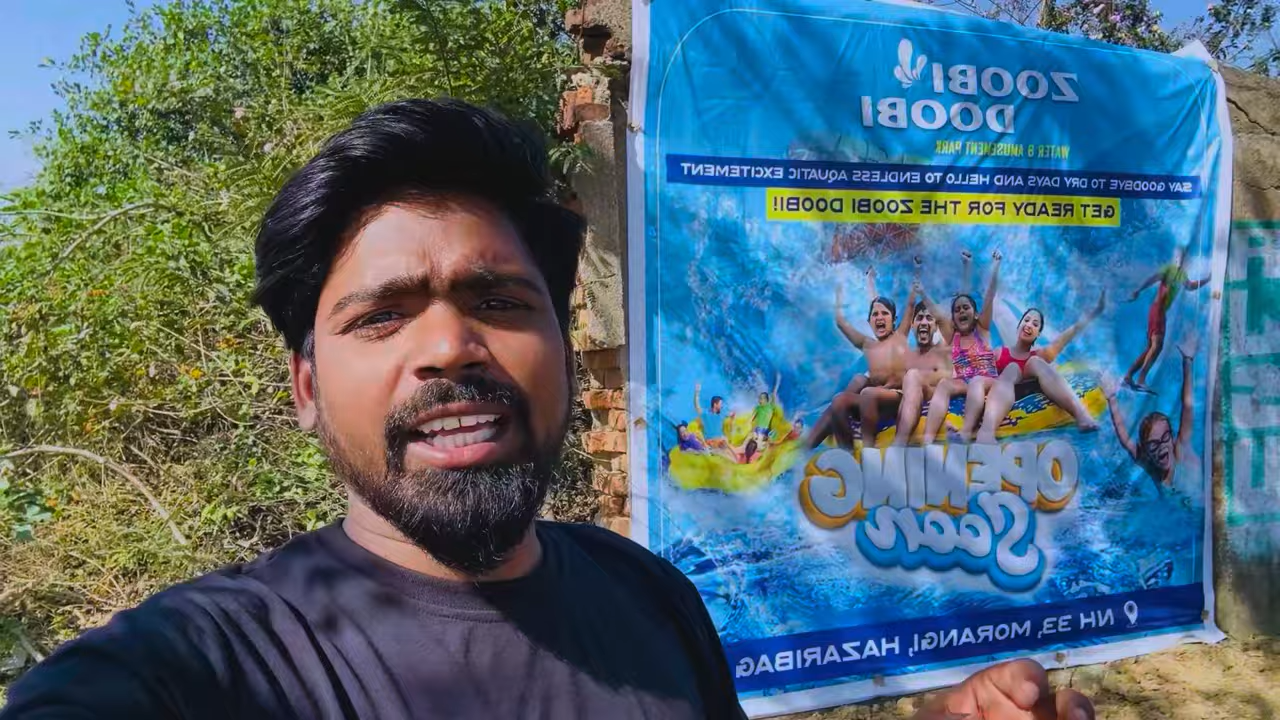 ZOOBI
DOOBI
WATER & AMUSEMENT PARK
SAY GOODBYE TO DRY DAYS AND HELLO TO ENDLESS AQUATIC EXCITEMENT
GET READY FOR THE ZOOBI DOOBI!
OPENING
Soon
NH 33, MORANGI, HAZARIBAG